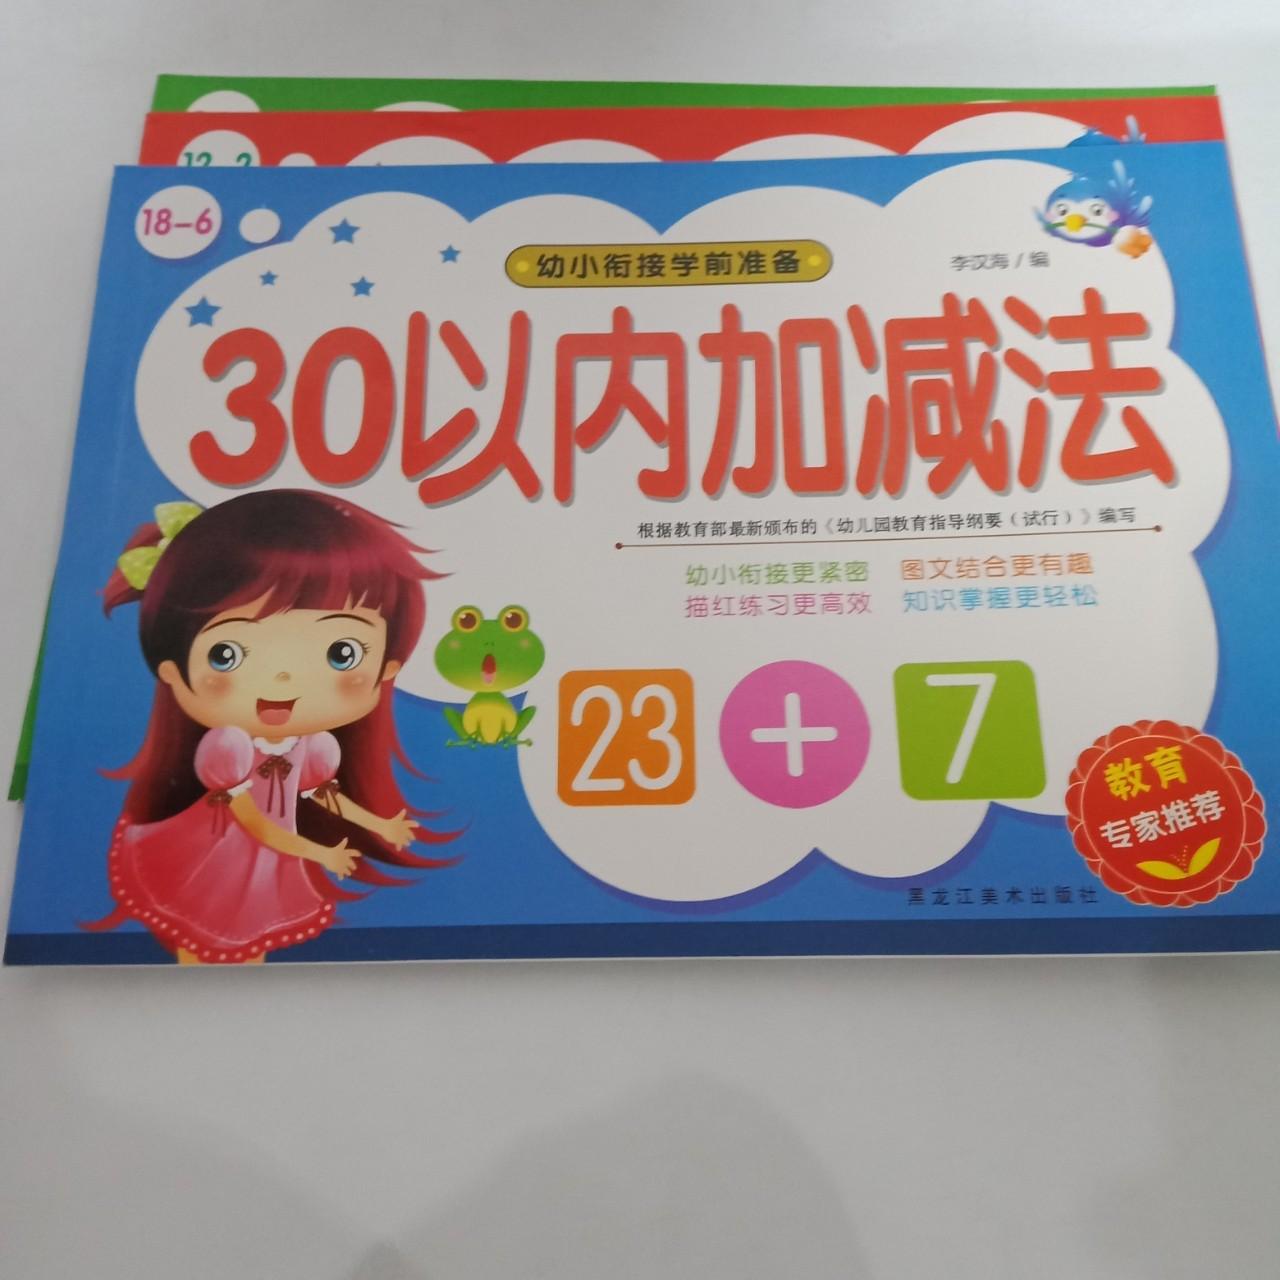 12-2
18-6
幼小衔接学前准备
李汉海/编
30以内加减法
根据教育部最新颁布的《幼儿园教育指导纲要(试行)》编写
幼小衔接更紧密 图文结合更有趣
描红练习更高效 知识掌握更轻松
23 + 7
教育
专家推荐
黑龙江美术出版社